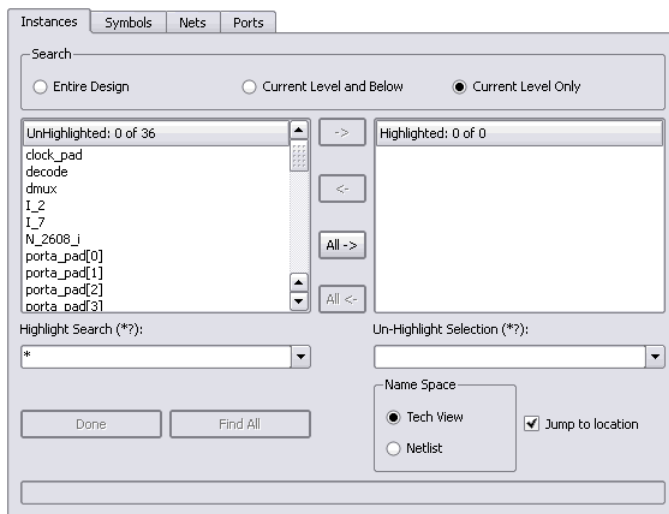 Instances Symbols Nets Ports
Search
Entire Design Current Level and Below Current Level Only
UnHighlighted: 0 of 36
clock_pad
decode
dmux
I_2
I_7
N_2608_i
porta_pad[0]
porta_pad[1]
porta_pad[2]
porta_pad[3]
->
<-
All ->
All <-
Highlighted: 0 of 0
Highlight Search (*?):
*
Un-Highlight Selection (*?):
Done Find All
Name Space
Tech View
Netlist
Jump to location